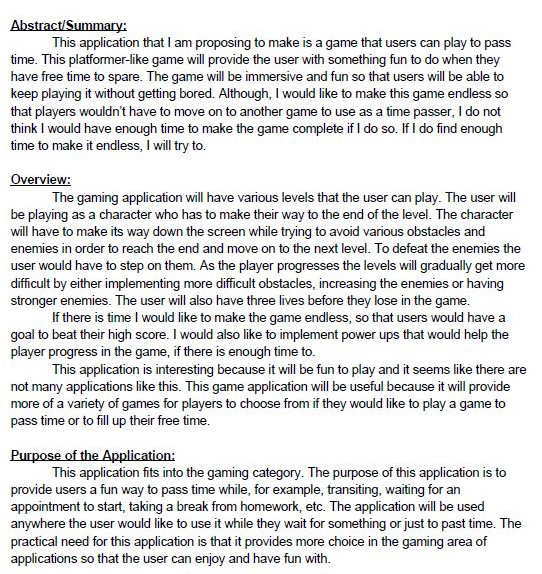 Abstract/Summary:
This application that I am proposing to make is a game that users can play to pass
time. This platformer-like game will provide the user with something fun to do when they
have free time to spare. The game will be immersive and fun so that users will be able to
keep playing it without getting bored. Although, I would like to make this game endless so
that players wouldn't have to move on to another game to use as a time passer, I do not
think I would have enough time to make the game complete if I do so. If I do find enough
time to make it endless, I will try to.
Overview:
The gaming application will have various levels that the user can play. The user will
be playing as a character who has to make their way to the end of the level. The character
will have to make its way down the screen while trying to avoid various obstacles and
enemies in order to reach the end and move on to the next level. To defeat the enemies the
user would have to step on them. As the player progresses the levels will gradually get more
difficult by either implementing more difficult obstacles, increasing the enemies or having
stronger enemies. The user will also have three lives before they lose in the game.
If there is time I would like to make the game endless, so that users would have a
goal to beat their high score. I would also like to implement power ups that would help the
player progress in the game, if there is enough time to.
This application is interesting because it will be fun to play and it seems like there are
not many applications like this. This game application will be useful because it will provide
more of a variety of games for players to choose from if they would like to play a game to
pass time or to fill up their free time.
Purpose of the Application:
This application fits into the gaming category. The purpose of this application is to
provide users a fun way to pass time while, for example, transiting, waiting for an
appointment to start, taking a break from homework, etc. The application will be used
anywhere the user would like to use it while they wait for something or just to past time. The
practical need for this application is that it provides more choice in the gaming area of
applications so that the user can enjoy and have fun with.